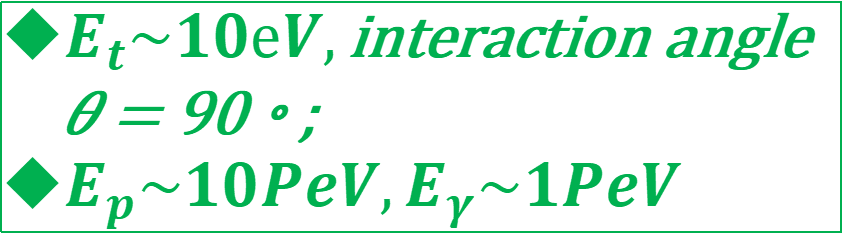 ◆E_t~10eV, interaction angle
θ = 90∘;
◆E_p~10PeV, E_γ~1PeV